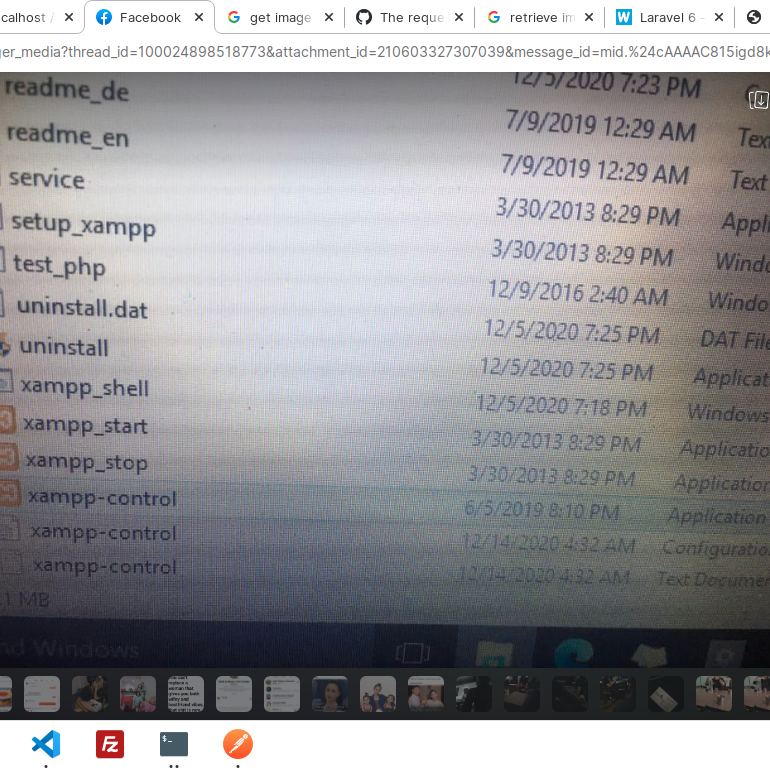 calhost /
Facebook
get image
The reque
retrieve im
Laravel 6 -
ger_media?thread_id=100024898518773&attachment_id=210603327307039&message_id=mid.%24cAAAAC815igd8k
12/5/2020 7:23 PM
readme_de 7/9/2019 12:29 AM Tex
readme_en 7/9/2019 12:29 AM Text
service 3/30/2013 8:29 PM Appli
setup_xampp 3/30/2013 8:29 PM Windo
test_php 12/9/2016 2:40 AM Windo
uninstall.dat 12/5/2020 7:25 PM DAT File
uninstall 12/5/2020 7:25 PM Applicat
xampp_shell 12/5/2020 7:18 PM Windows
xampp_start 3/30/2013 8:29 PM Applicatio
xampp_stop 3/30/2013 8:29 PM Application
xampp-control 6/5/2019 8:10 PM Application
xampp-control 12/14/2020 4:32 AM Configuratio
xampp-control 12/14/2020 4:32 AM Text Documen
1 MB
nd Windows